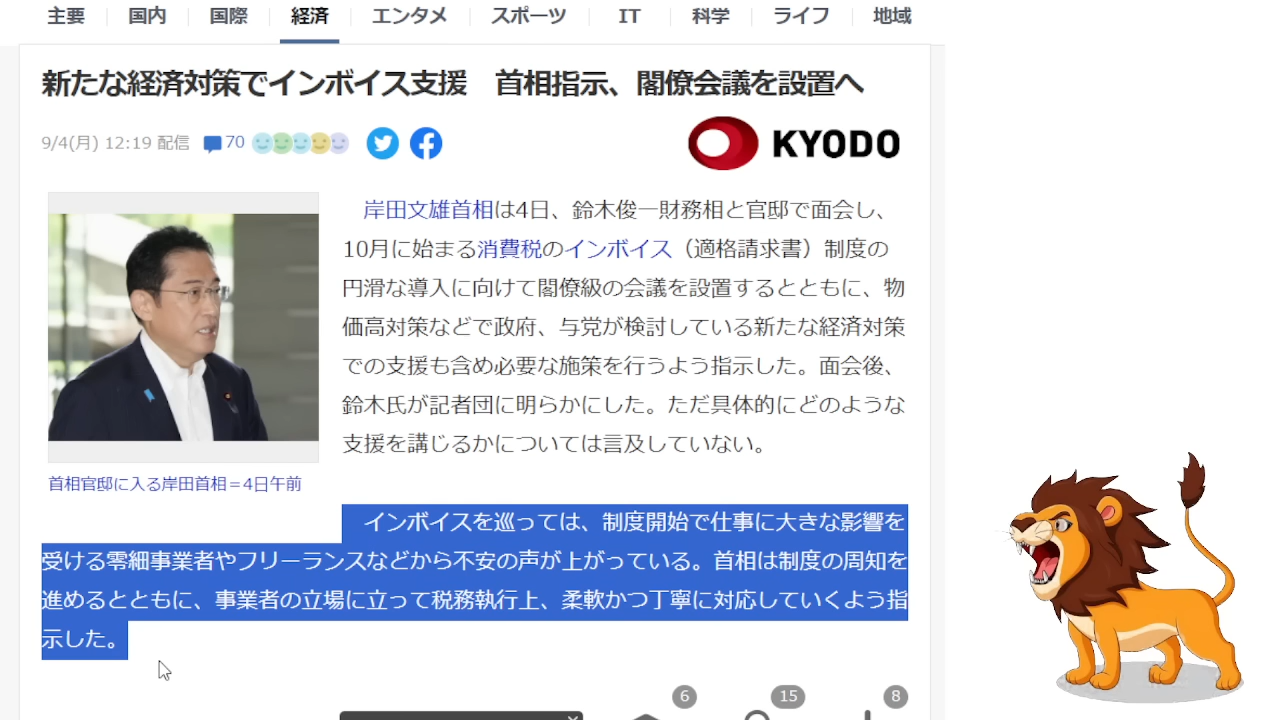 主要 国内 国際 経済 エンタメ スポーツ IT 科学 ライフ 地域
新たな経済対策でインボイス支援　首相指示、閣僚会議を設置へ
9/4(月) 12:19 配信 70
KYODO
岸田文雄首相は4日、鈴木俊一財務相と官邸で面会し、
10月に始まる消費税のインボイス（適格請求書）制度の
円滑な導入に向けて閣僚級の会議を設置するとともに、物
価高対策などで政府、与党が検討している新たな経済対策
での支援も含め必要な施策を行うよう指示した。面会後、
鈴木氏が記者団に明らかにした。ただ具体的にどのような
支援を講じるかについては言及していない。
首相官邸に入る岸田首相＝4日午前
インボイスを巡っては、制度開始で仕事に大きな影響を
受ける零細事業者やフリーランスなどから不安の声が上がっている。首相は制度の周知を
進めるとともに、事業者の立場に立って税務執行上、柔軟かつ丁寧に対応していくよう指
示した。
6 15 8